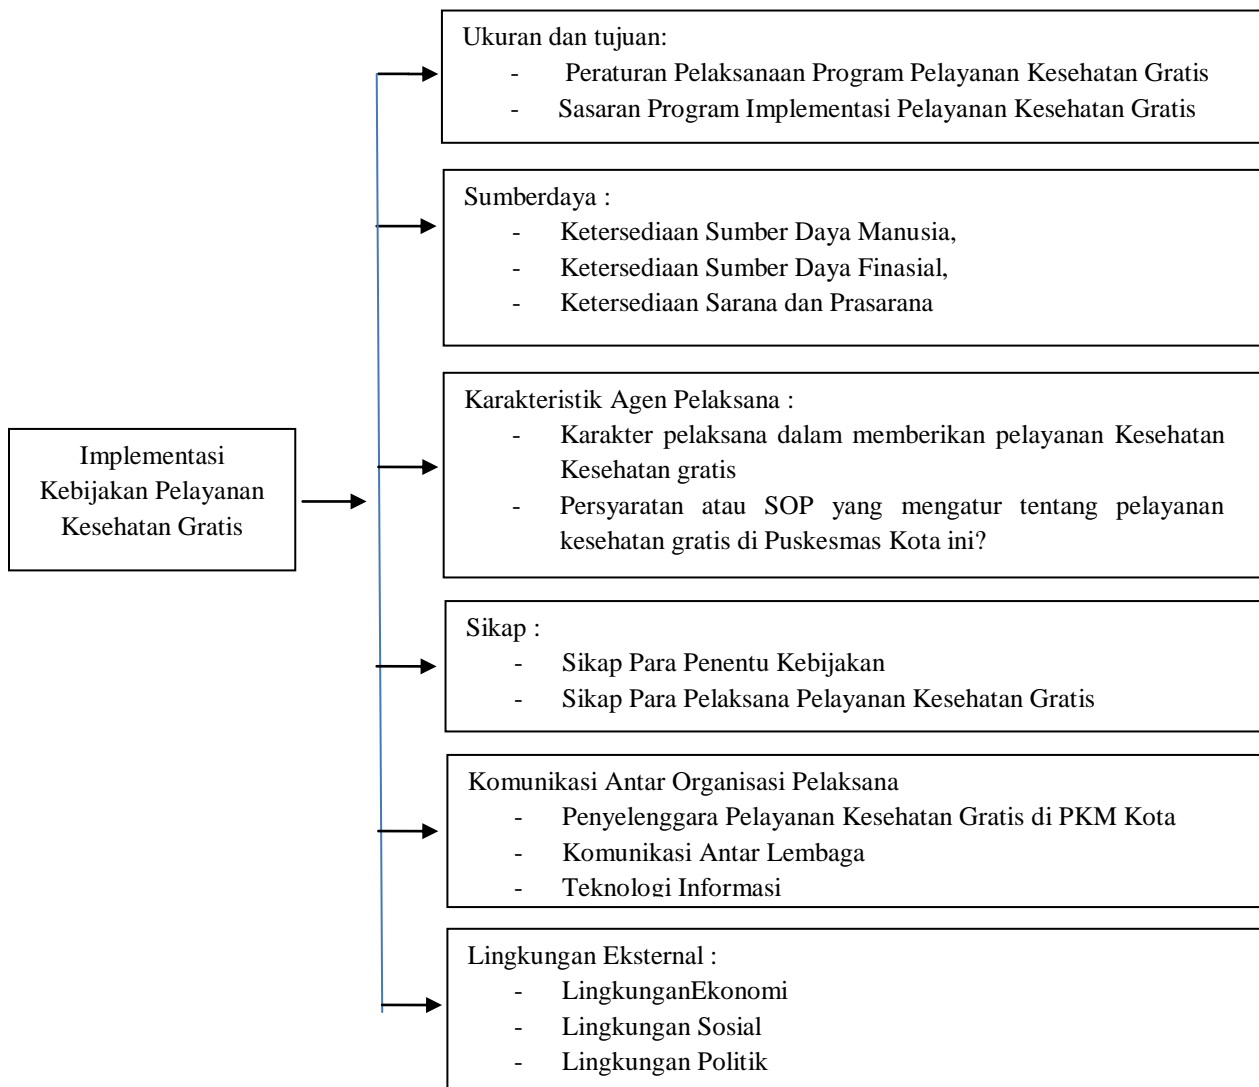 Ukuran dan tujuan:
- Peraturan Pelaksanaan Program Pelayanan Kesehatan Gratis
- Sasaran Program Implementasi Pelayanan Kesehatan Gratis
Sumberdaya :
- Ketersediaan Sumber Daya Manusia,
- Ketersediaan Sumber Daya Finasial,
- Ketersediaan Sarana dan Prasarana
Implementasi
Kebijakan Pelayanan
Kesehatan Gratis
Karakteristik Agen Pelaksana :
- Karakter pelaksana dalam memberikan pelayanan Kesehatan
Kesehatan gratis
- Persyaratan atau SOP yang mengatur tentang pelayanan
kesehatan gratis di Puskesmas Kota ini?
Sikap :
- Sikap Para Penentu Kebijakan
- Sikap Para Pelaksana Pelayanan Kesehatan Gratis
Komunikasi Antar Organisasi Pelaksana
- Penyelenggara Pelayanan Kesehatan Gratis di PKM Kota
- Komunikasi Antar Lembaga
- Teknologi Informasi
Lingkungan Eksternal :
- LingkunganEkonomi
- Lingkungan Sosial
- Lingkungan Politik